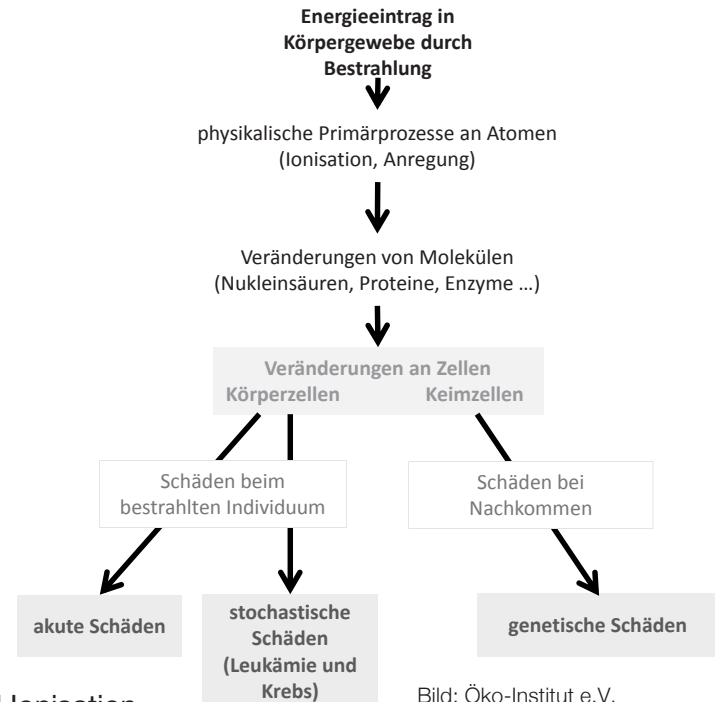 Energieeintrag in
Körpergewebe durch
Bestrahlung
physikalische Primärprozesse an Atomen
(Ionisation, Anregung)
Veränderungen von Molekülen
(Nukleinsäuren, Proteine, Enzyme …)
Veränderungen an Zellen
Körperzellen Keimzellen
Schäden beim
bestrahlten Individuum
Schäden bei
Nachkommen
akute Schäden
stochastische
Schäden
(Leukämie und
Krebs)
genetische Schäden
Ionisation
Bild: Öko-Institut e.V.